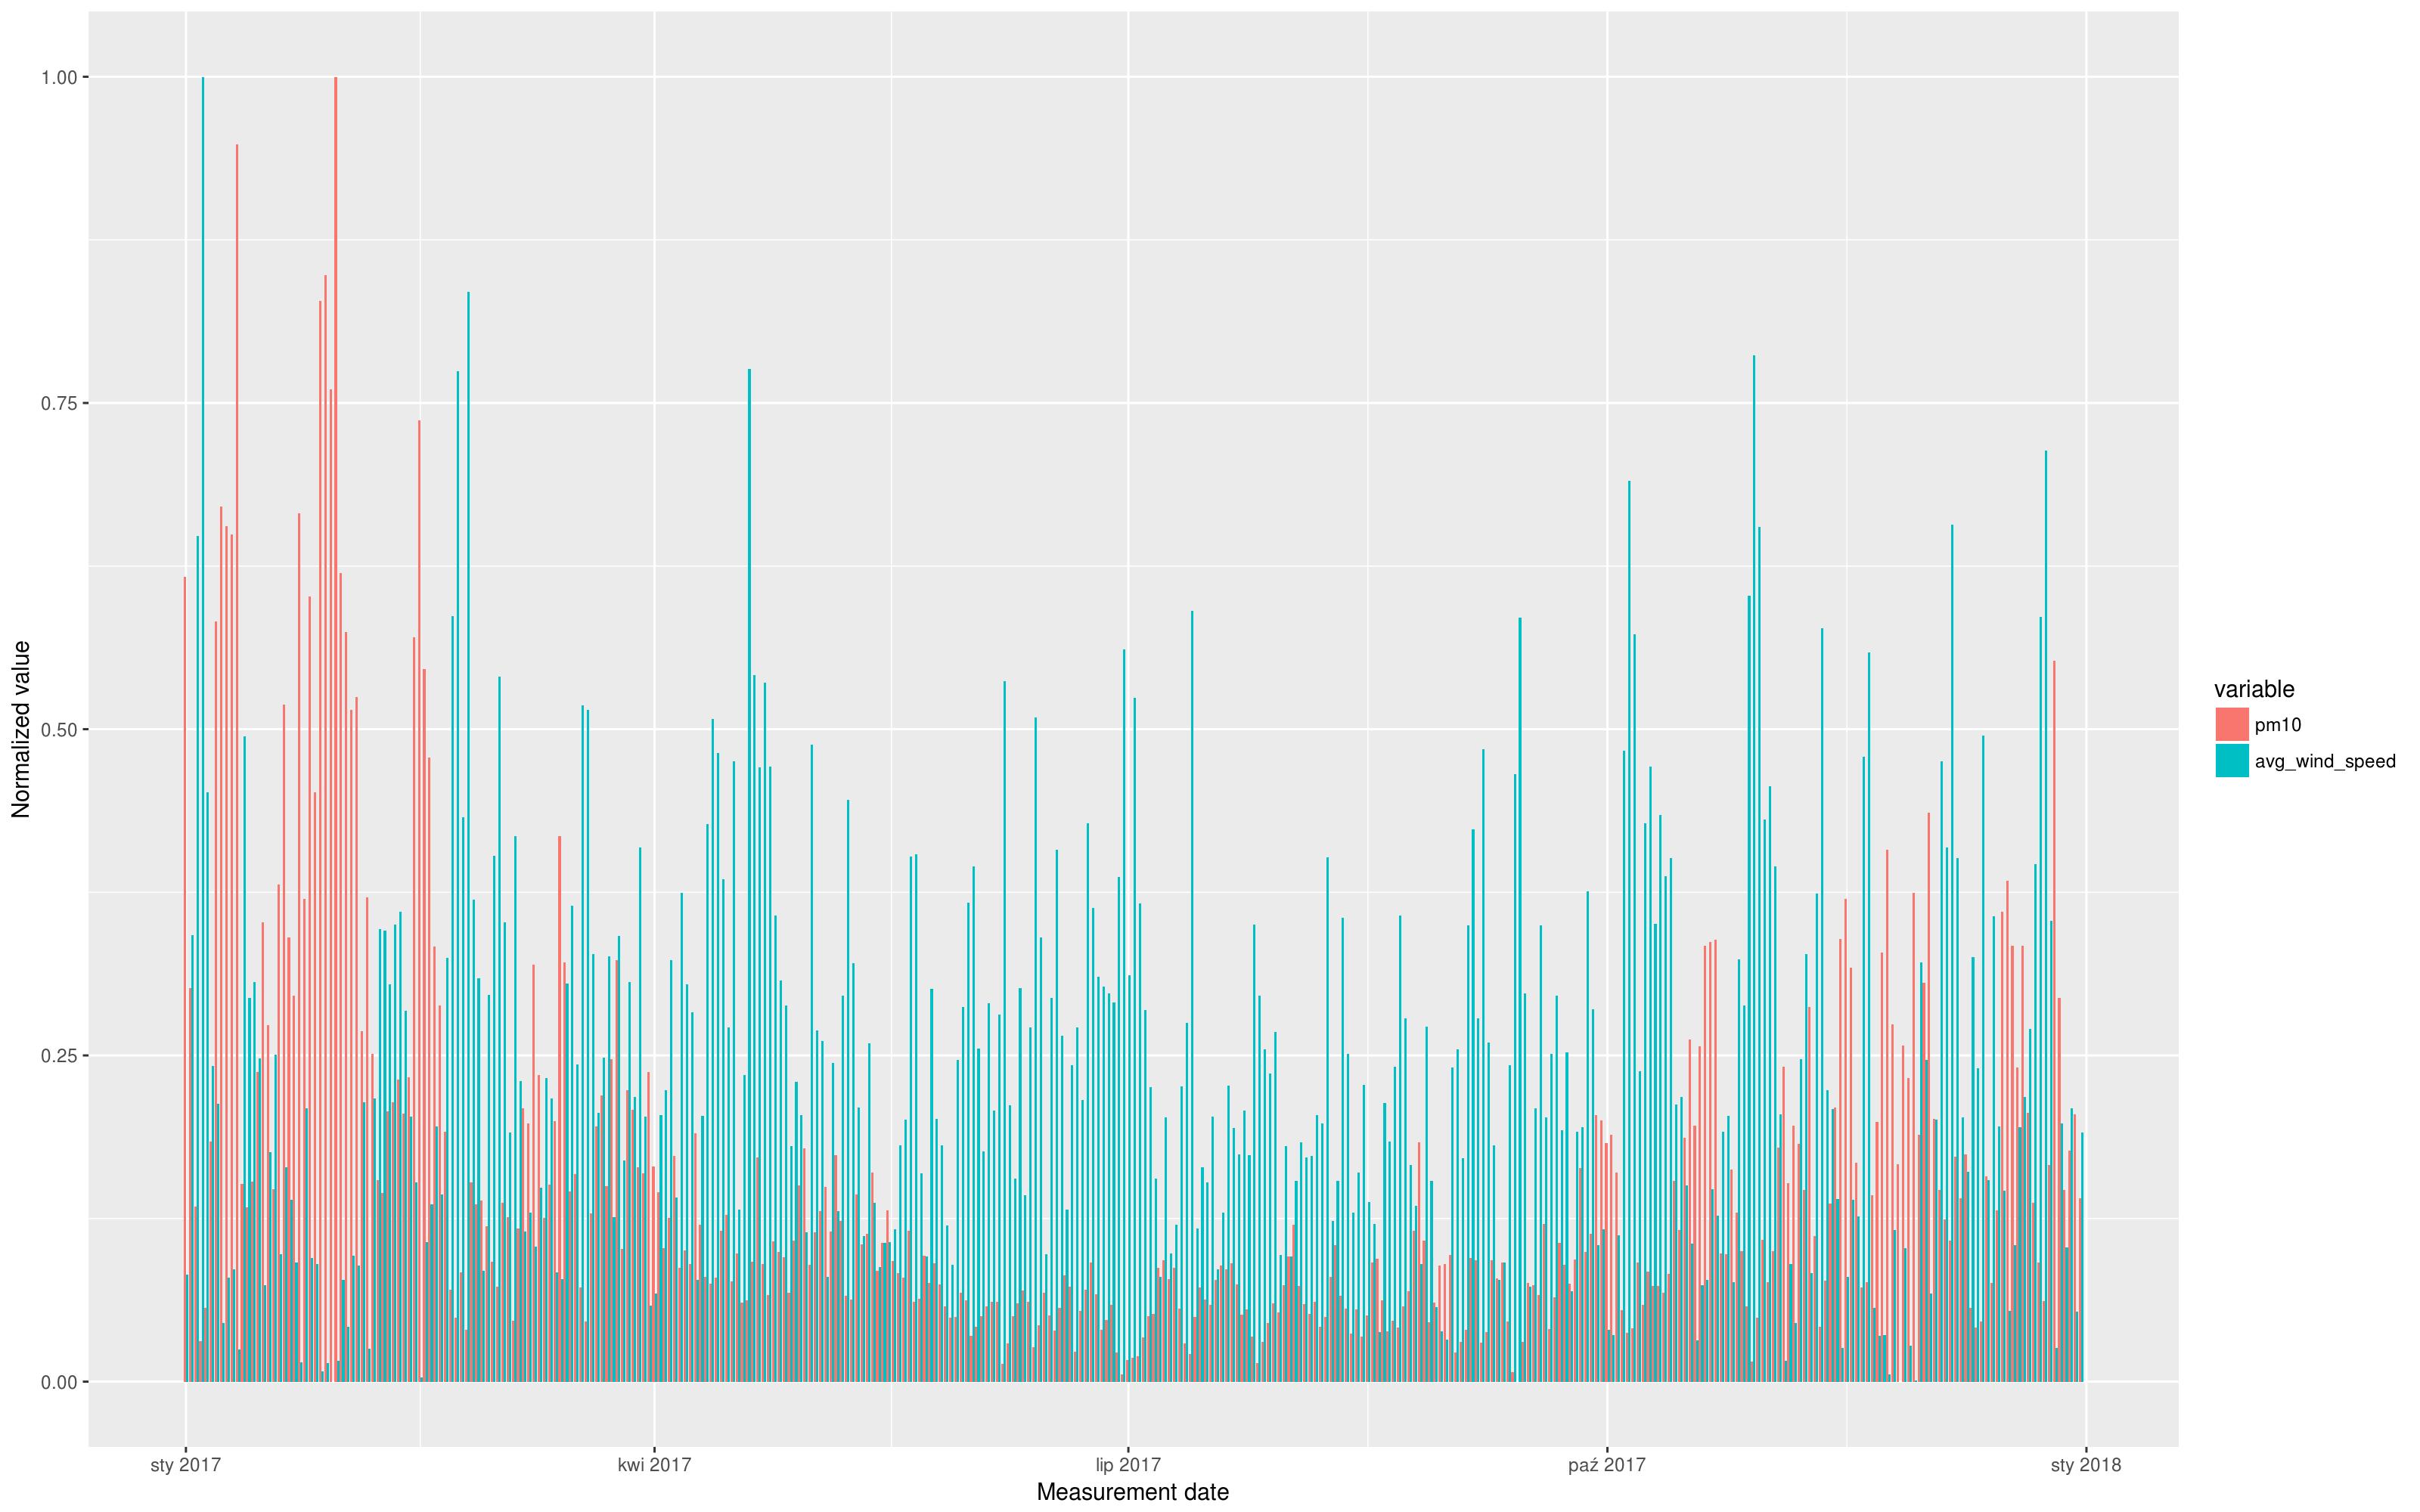 1.00
0.75
0.50
0.25
0.00
Normalized value
sty 2017
kwi 2017
lip 2017
paź 2017
sty 2018
Measurement date
variable
pm10
avg_wind_speed